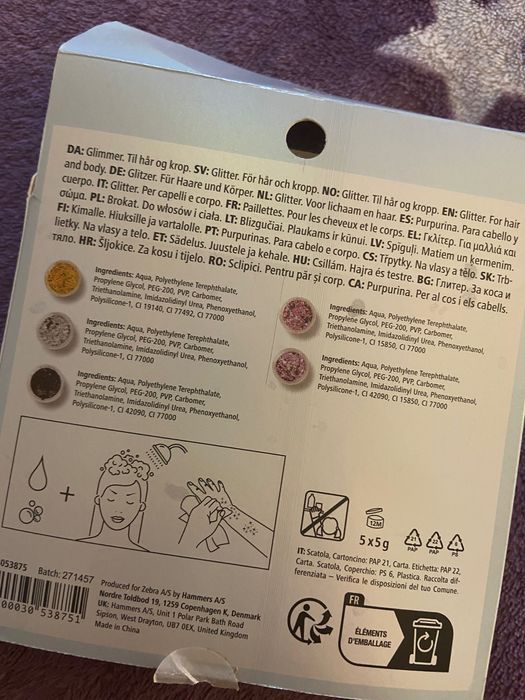 DA: Glimmer. Til hår og krop. SV: Glitter. För hår och kropp. NO: Glitter. Til hår og kropp. EN: Glitter. For hair
and body. DE: Glitzer. Für Haare und Körper. NL: Glitter. Voor lichaam en haar. ES: Purpurina. Para cabello y
cuerpo. IT: Glitter. Per capelli e corpo. FR: Paillettes. Pour les cheveux et le corps. EL: Γκλίτερ. Για μαλλιά και
σώμα. PL: Brokat. Do włosów i ciała. LT: Blizgučiai. Plaukams ir kūnui. LV: Spīguļi. Matiem un ķermenim.
FI: Kimalle. Hiuksille ja vartalolle. PT: Purpurinas. Para cabelo e corpo. CS: Třpytky. Na vlasy a tělo. SK: Trb-
lietky. Na vlasy a telo. ET: Sädelus. Juustele ja kehale. HU: Csillám. Hajra és testre. BG: Глитер. За коса и
тяло. HR: Šljokice. Za kosu i tijelo. RO: Sclipici. Pentru păr și corp. CA: Purpurina. Per al cos i els cabells.
Ingredients: Aqua, Polyethylene Terephthalate,
Propylene Glycol, PEG-200, PVP, Carbomer,
Triethanolamine, Imidazolidinyl Urea, Phenoxyethanol,
Polysilicone-1, CI 19140, CI 77492, CI 77000
Ingredients: Aqua, Polyethylene Terephthalate,
Propylene Glycol, PEG-200, PVP, Carbomer,
Triethanolamine, Imidazolidinyl Urea, Phenoxyethanol,
Polysilicone-1, CI 77000
Ingredients: Aqua, Polyethylene Terephthalate,
Propylene Glycol, PEG-200, PVP, Carbomer,
Triethanolamine, Imidazolidinyl Urea, Phenoxyethanol,
Polysilicone-1, CI 42090, CI 77000
Ingredients: Aqua, Polyethylene Terephthalate,
Propylene Glycol, PEG-200, PVP, Carbomer,
Triethanolamine, Imidazolidinyl Urea, Phenoxyethanol,
Polysilicone-1, CI 15850, CI 77000
Ingredients: Aqua, Polyethylene Terephthalate,
Propylene Glycol, PEG-200, PVP, Carbomer,
Triethanolamine, Imidazolidinyl Urea, Phenoxyethanol,
Polysilicone-1, CI 42090, CI 15850, CI 77000
12M
5 x 5 g
21
PAP
22
PAP
6
PS
IT: Scatola, Cartoncino: PAP 21, Carta. Etichetta: PAP 22,
Carta. Scatola, Coperchio: PS 6, Plastica. Raccolta dif-
ferenziata – Verifica le disposizioni del tuo Comune.
053875 Batch: 271457
00030 538751
Produced for Zebra A/S by Hammers A/S
Nordre Toldbod 19, 1259 Copenhagen K, Denmark
UK: Hammers A/S, Unit 1 Polar Park Bath Road
Sipson, West Drayton, UB7 0EX, United Kingdom
Made in China
FR
ÉLÉMENTS
D'EMBALLAGE